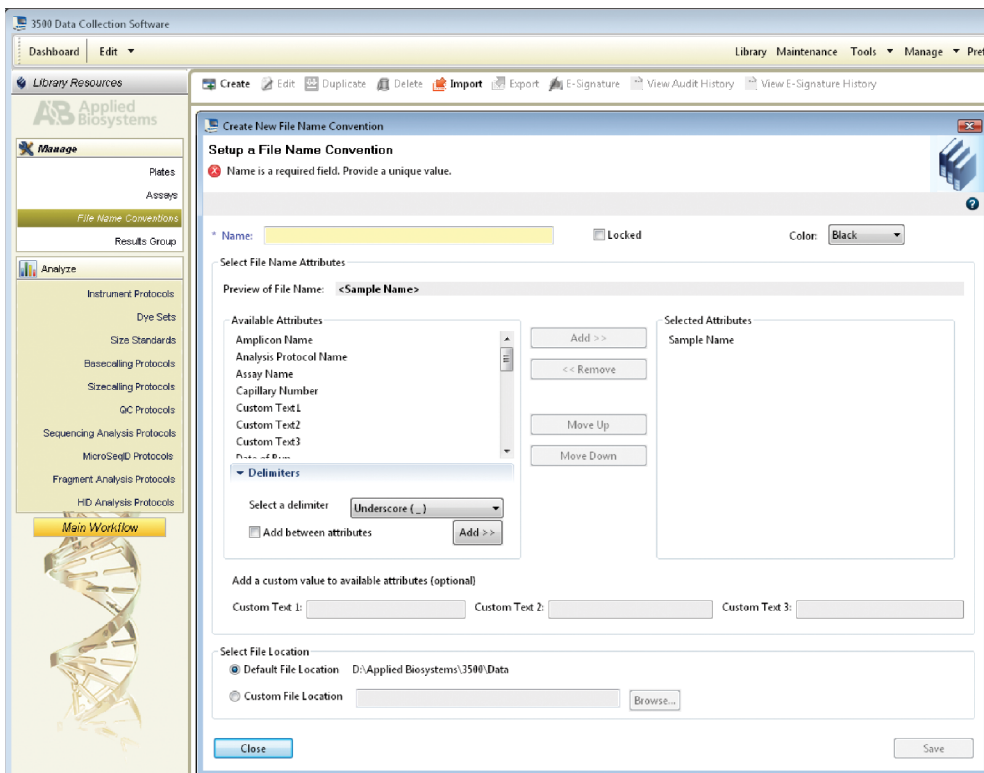 3500 Data Collection Software
Dashboard Edit Library Maintenance Tools Manage Pref
Library Resources
Create Edit Duplicate Delete Import Export E-Signature View Audit History View E-Signature History
AB Applied Biosystems
Manage
Plates
Assays
File Name Conventions
Results Group
Analyze
Instrument Protocols
Dye Sets
Size Standards
Basecalling Protocols
Sizecalling Protocols
QC Protocols
Sequencing Analysis Protocols
MicroSeqID Protocols
Fragment Analysis Protocols
HID Analysis Protocols
Main Workflow
Create New File Name Convention
Setup a File Name Convention
Name is a required field. Provide a unique value.
* Name: Locked Color: Black
Select File Name Attributes
Preview of File Name: <Sample Name>
Available Attributes
Amplicon Name
Analysis Protocol Name
Assay Name
Capillary Number
Custom Text1
Custom Text2
Custom Text3
Date of Run
Delimiters
Select a delimiter Underscore (_)
Add between attributes Add >>
Add >>
<< Remove
Move Up
Move Down
Selected Attributes
Sample Name
Add a custom value to available attributes (optional)
Custom Text 1: Custom Text 2: Custom Text 3:
Select File Location
Default File Location D:\Applied Biosystems\3500\Data
Custom File Location Browse...
Close Save